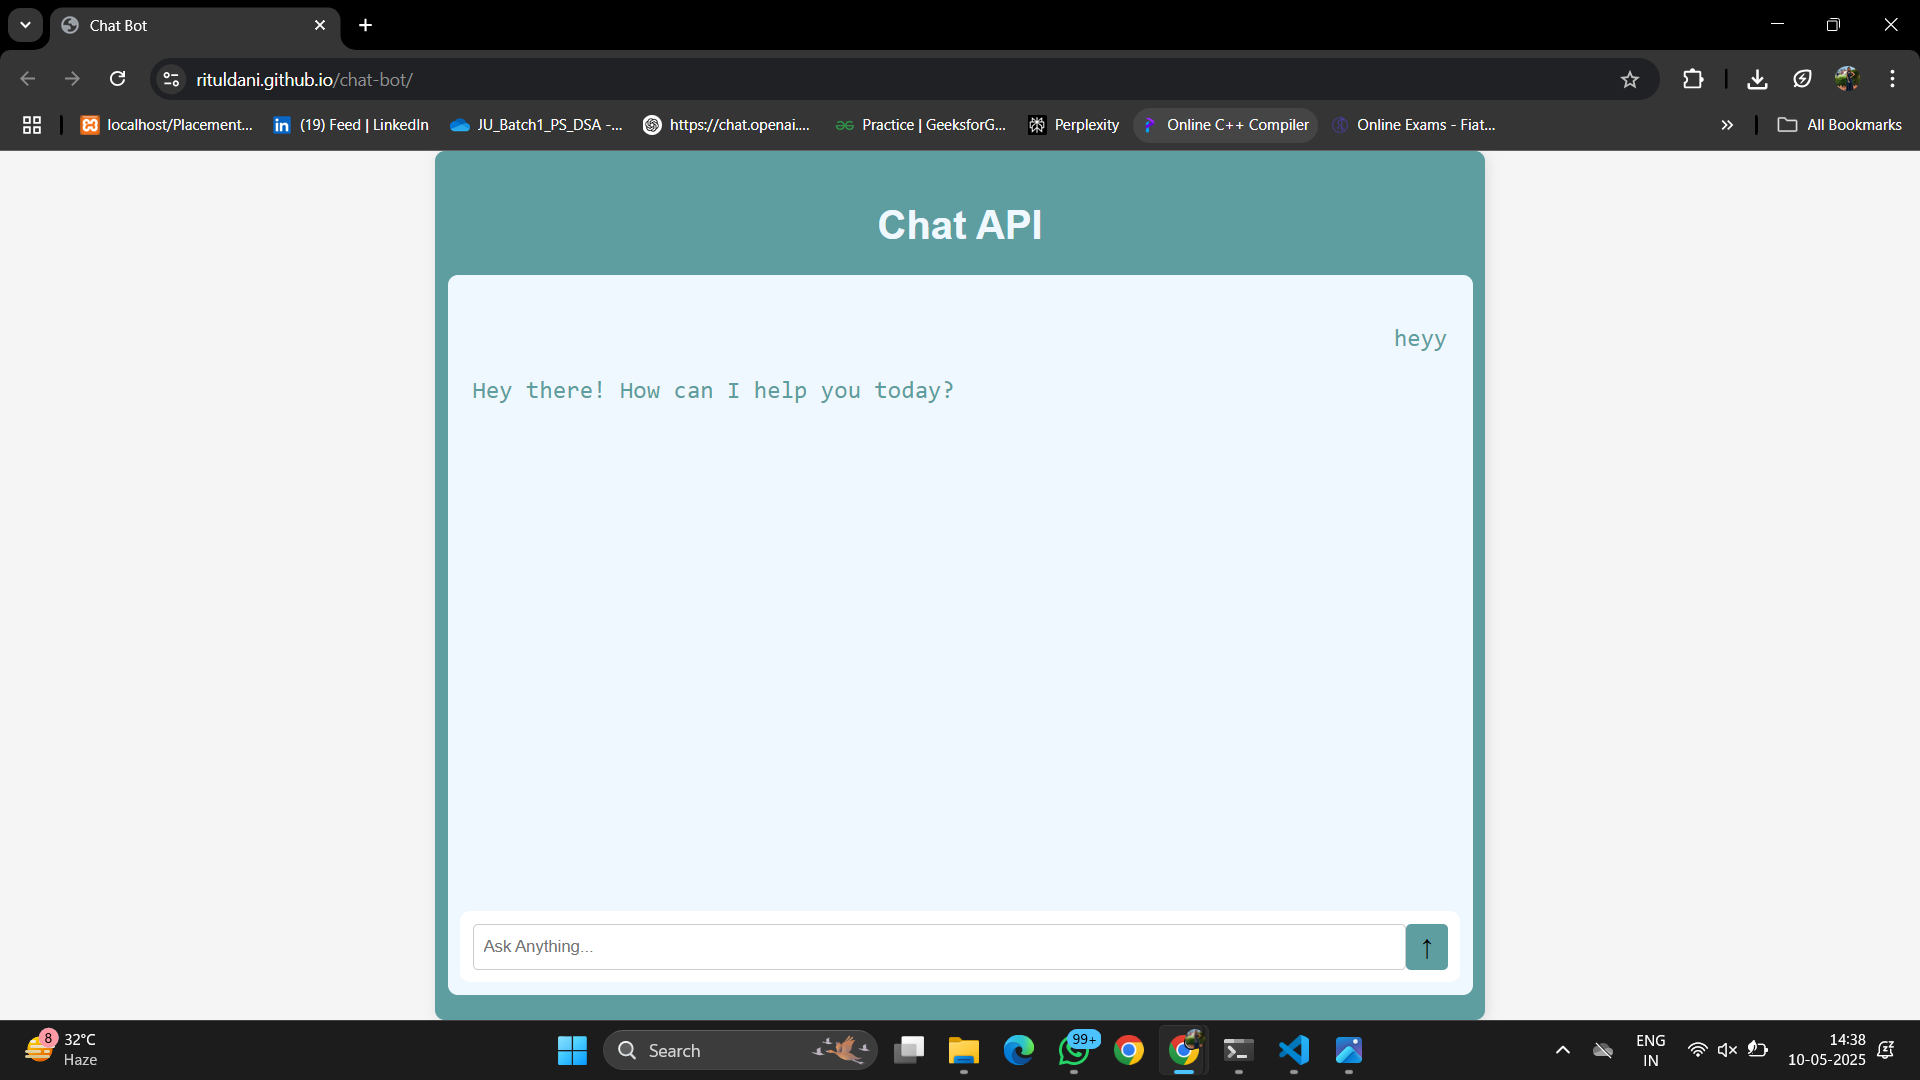 Chat Bot
rituldani.github.io/chat-bot/
localhost/Placement...
(19) Feed | LinkedIn
JU_Batch1_PS_DSA -...
https://chat.openai....
Practice | GeeksforG...
Perplexity
Online C++ Compiler
Online Exams - Fiat...
All Bookmarks
Chat API
heyy
Hey there! How can I help you today?
Ask Anything...
↑
8
32°C
Haze
Search
99+
ENG
IN
14:38
10-05-2025